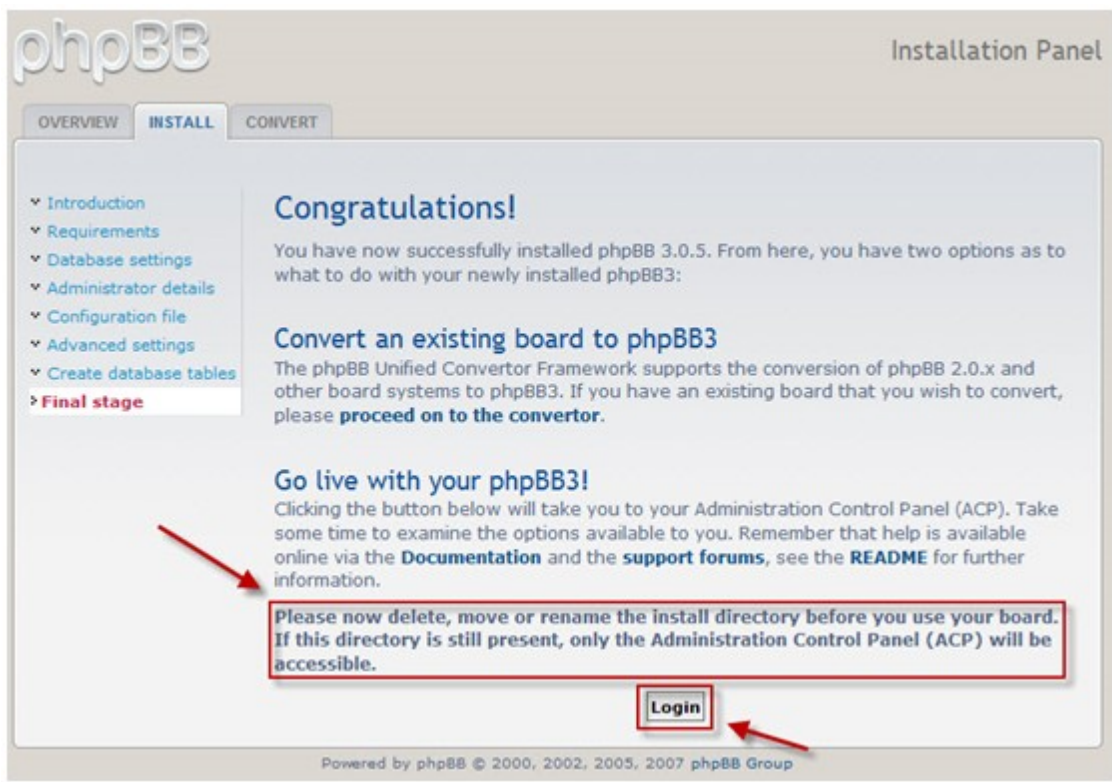 phpBB
Installation Panel
OVERVIEW
INSTALL
CONVERT
Introduction
Requirements
Database settings
Administrator details
Configuration file
Advanced settings
Create database tables
Final stage
Congratulations!
You have now successfully installed phpBB 3.0.5. From here, you have two options as to
what to do with your newly installed phpBB3:
Convert an existing board to phpBB3
The phpBB Unified Convertor Framework supports the conversion of phpBB 2.0.x and
other board systems to phpBB3. If you have an existing board that you wish to convert,
please proceed on to the convertor.
Go live with your phpBB3!
Clicking the button below will take you to your Administration Control Panel (ACP). Take
some time to examine the options available to you. Remember that help is available
online via the Documentation and the support forums, see the README for further
information.
Please now delete, move or rename the install directory before you use your board.
If this directory is still present, only the Administration Control Panel (ACP) will be
accessible.
Login
Powered by phpBB © 2000, 2002, 2005, 2007 phpBB Group